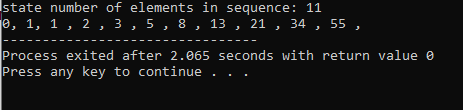 state number of elements in sequence: 11
0, 1, 1 , 2 , 3 , 5 , 8 , 13 , 21 , 34 , 55 ,
--------------------------------
Process exited after 2.065 seconds with return value 0
Press any key to continue . . .